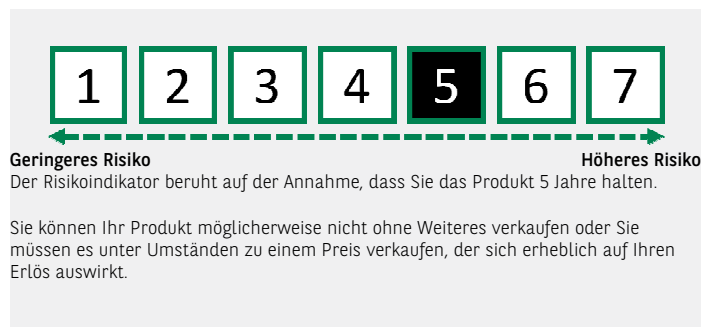 1 2 3 4 5 6 7
Geringeres Risiko Höheres Risiko
Der Risikoindikator beruht auf der Annahme, dass Sie das Produkt 5 Jahre halten.
Sie können Ihr Produkt möglicherweise nicht ohne Weiteres verkaufen oder Sie
müssen es unter Umständen zu einem Preis verkaufen, der sich erheblich auf Ihren
Erlös auswirkt.